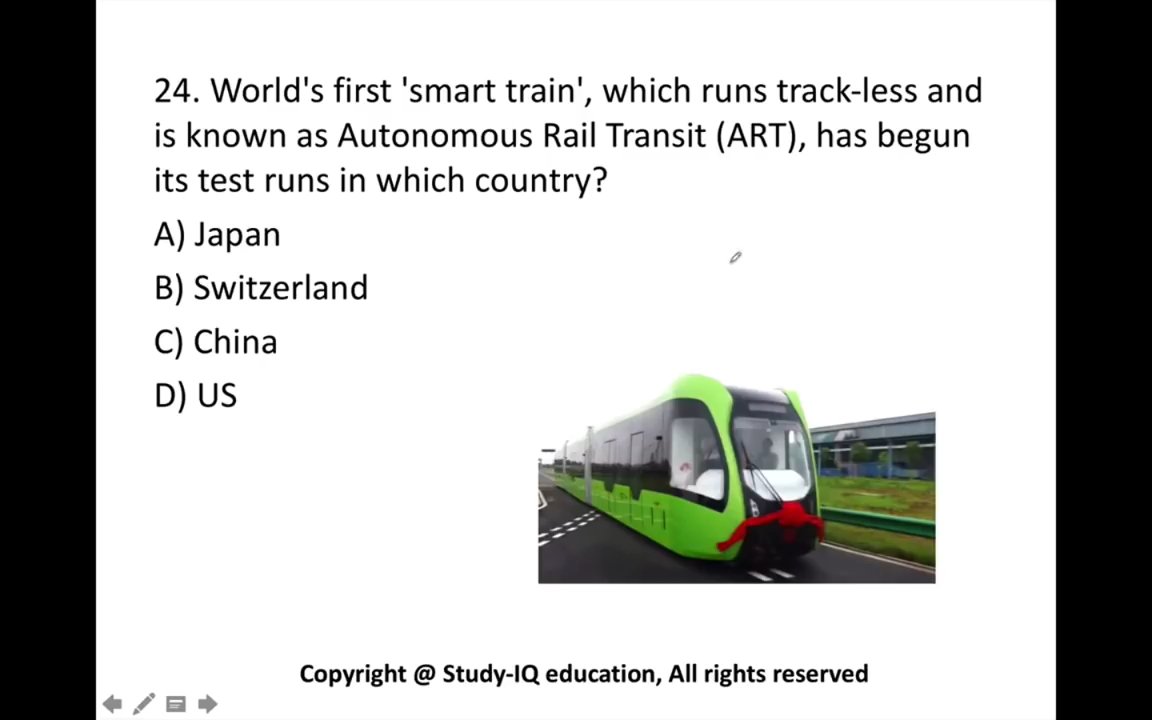 24. World's first 'smart train', which runs track-less and
is known as Autonomous Rail Transit (ART), has begun
its test runs in which country?
A) Japan
B) Switzerland
C) China
D) US
Copyright @ Study-IQ education, All rights reserved